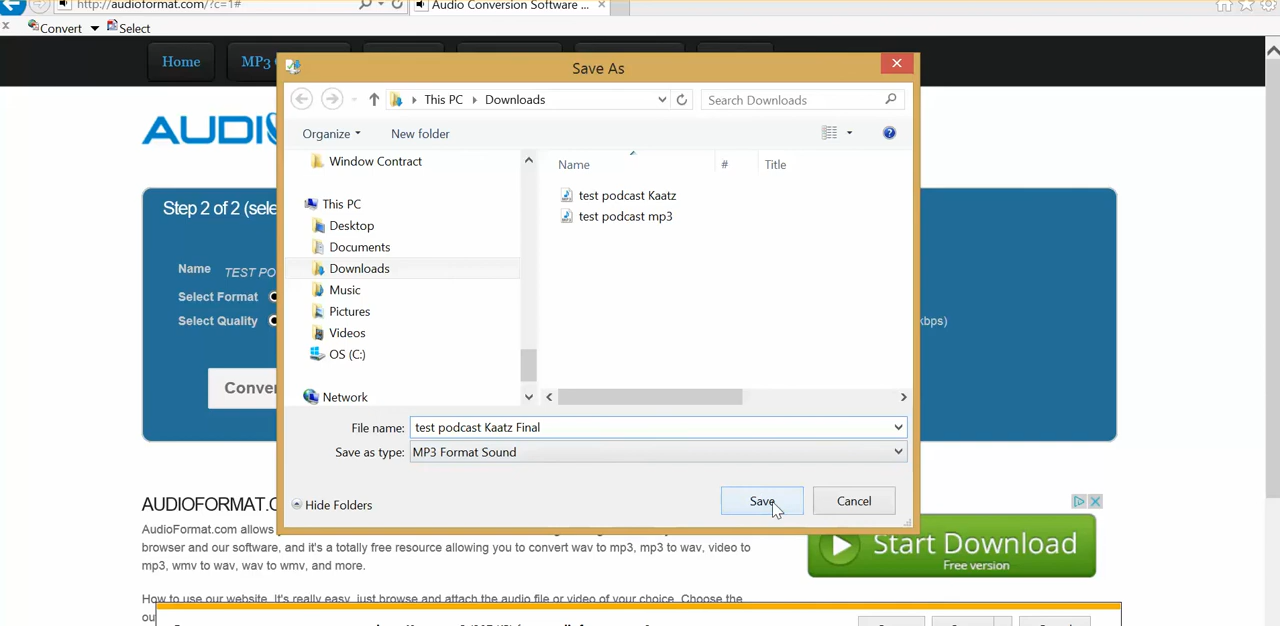 http://audioformat.com/?c=1#
Audio Conversion Software ...
Convert
Select
Home
MP3
Save As
This PC
Downloads
Search Downloads
Organize
New folder
Window Contract
Name
#
Title
This PC
test podcast Kaatz
Desktop
test podcast mp3
Documents
Downloads
Music
Pictures
Videos
OS (C:)
Network
File name:
test podcast Kaatz Final
Save as type:
MP3 Format Sound
Hide Folders
Save
Cancel
AUDI
Step 2 of 2 (sele
Name
TEST PO
Select Format
Select Quality
kbps)
Conver
AUDIOFORMAT.C
AudioFormat.com allows
browser and our software, and it's a totally free resource allowing you to convert wav to mp3, mp3 to wav, video to
mp3, wmv to wav, wav to wmv, and more.
How to use our website. It's really easy, just browse and attach the audio file or video of your choice. Choose the
ou
Start Download
Free version